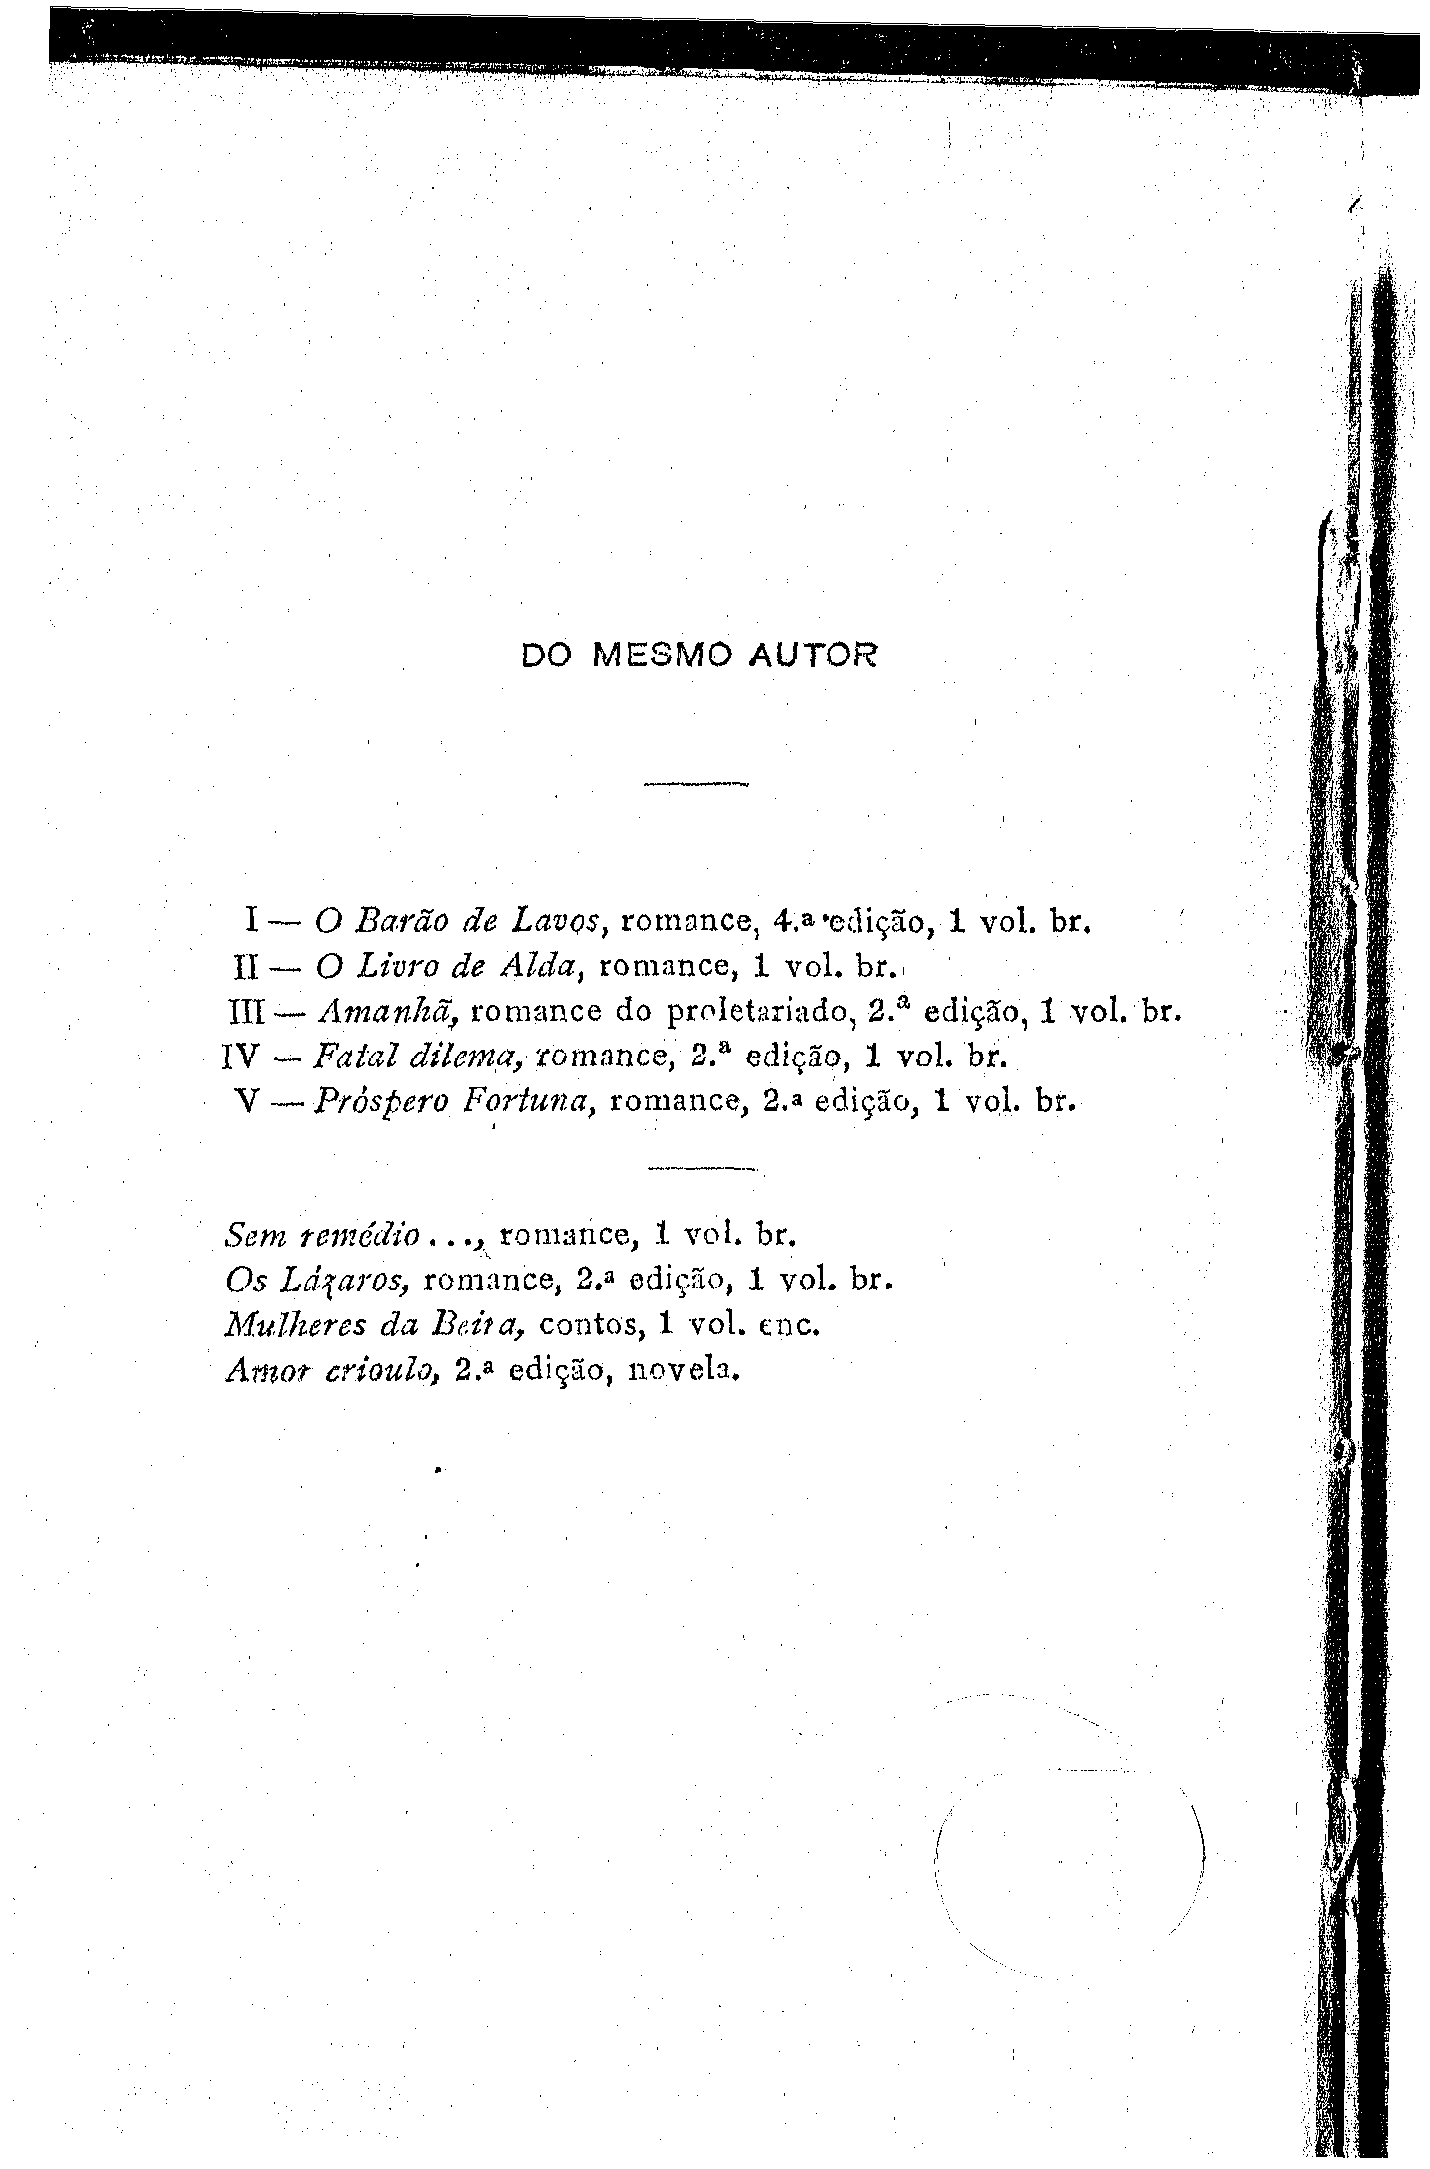 DO MESMO AUTOR
I — O Barão de Lavos, romance, 4.ª edição, 1 vol. br.
II — O Livro de Alda, romance, 1 vol. br.
III — Amanhã, romance do proletariado, 2.ª edição, 1 vol. br.
IV — Fatal dilema, romance, 2.ª edição, 1 vol. br.
V — Próspero Fortuna, romance, 2.ª edição, 1 vol. br.
Sem remédio..., romance, 1 vol. br.
Os Lázaros, romance, 2.ª edição, 1 vol. br.
Mulheres da Beira, contos, 1 vol. enc.
Amor crioulo, 2.ª edição, novela.